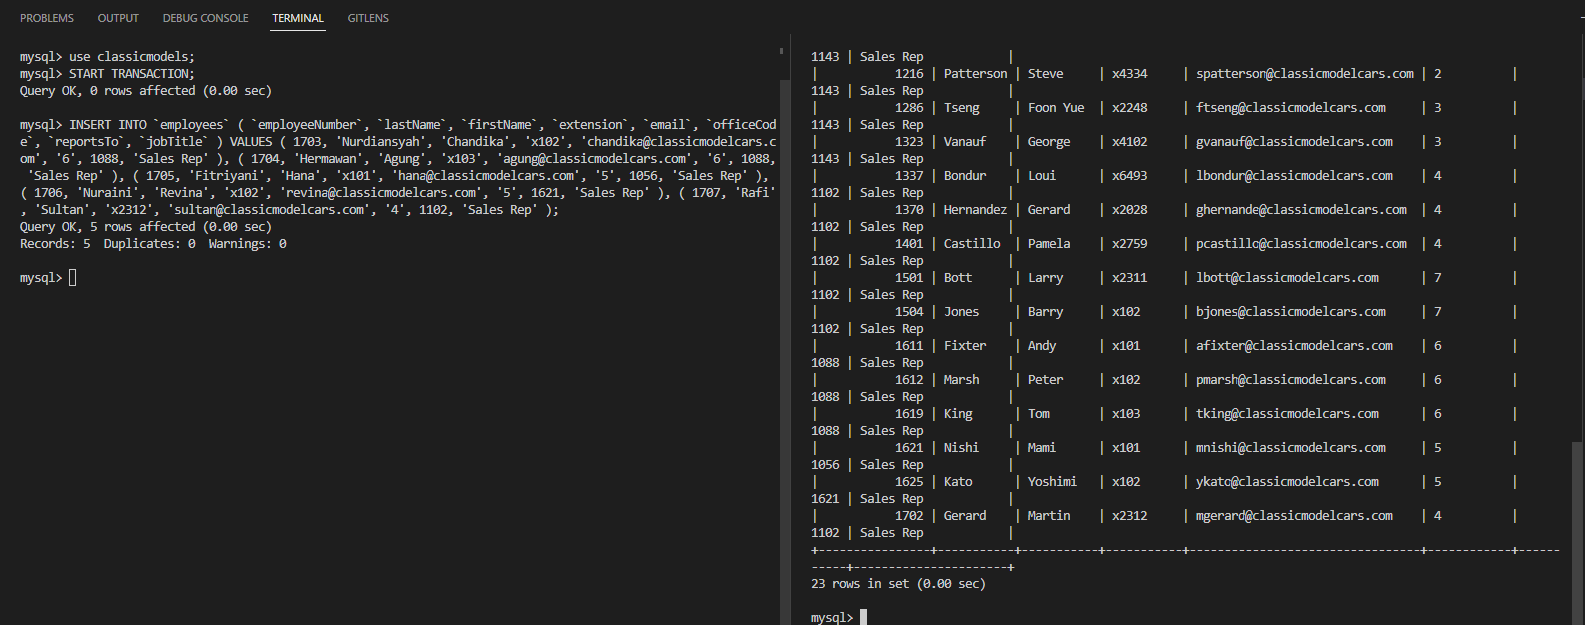 PROBLEMS OUTPUT DEBUG CONSOLE TERMINAL GITLENS
mysql> use classicmodels;
mysql> START TRANSACTION;
Query OK, 0 rows affected (0.00 sec)
mysql> INSERT INTO `employees` ( `employeeNumber`, `lastName`, `firstName`, `extension`, `email`, `officeCod
e`, `reportsTo`, `jobTitle` ) VALUES ( 1703, 'Nurdiansyah', 'Chandika', 'x102', 'chandika@classicmodelcars.c
om', '6', 1088, 'Sales Rep' ), ( 1704, 'Hermawan', 'Agung', 'x103', 'agung@classicmodelcars.com', '6', 1088,
 'Sales Rep' ), ( 1705, 'Fitriyani', 'Hana', 'x101', 'hana@classicmodelcars.com', '5', 1056, 'Sales Rep' ),
( 1706, 'Nuraini', 'Revina', 'x102', 'revina@classicmodelcars.com', '5', 1621, 'Sales Rep' ), ( 1707, 'Rafi'
, 'Sultan', 'x2312', 'sultan@classicmodelcars.com', '4', 1102, 'Sales Rep' );
Query OK, 5 rows affected (0.00 sec)
Records: 5  Duplicates: 0  Warnings: 0
mysql>
1143 | Sales Rep |
| 1216 | Patterson | Steve | x4334 | spatterson@classicmodelcars.com | 2 |
1143 | Sales Rep |
| 1286 | Tseng | Foon Yue | x2248 | ftseng@classicmodelcars.com | 3 |
1143 | Sales Rep |
| 1323 | Vanauf | George | x4102 | gvanauf@classicmodelcars.com | 3 |
1143 | Sales Rep |
| 1337 | Bondur | Loui | x6493 | lbondur@classicmodelcars.com | 4 |
1102 | Sales Rep |
| 1370 | Hernandez | Gerard | x2028 | ghernande@classicmodelcars.com | 4 |
1102 | Sales Rep |
| 1401 | Castillo | Pamela | x2759 | pcastillo@classicmodelcars.com | 4 |
1102 | Sales Rep |
| 1501 | Bott | Larry | x2311 | lbott@classicmodelcars.com | 7 |
1102 | Sales Rep |
| 1504 | Jones | Barry | x102 | bjones@classicmodelcars.com | 7 |
1102 | Sales Rep |
| 1611 | Fixter | Andy | x101 | afixter@classicmodelcars.com | 6 |
1088 | Sales Rep |
| 1612 | Marsh | Peter | x102 | pmarsh@classicmodelcars.com | 6 |
1088 | Sales Rep |
| 1619 | King | Tom | x103 | tking@classicmodelcars.com | 6 |
1088 | Sales Rep |
| 1621 | Nishi | Mami | x101 | mnishi@classicmodelcars.com | 5 |
1056 | Sales Rep |
| 1625 | Kato | Yoshimi | x102 | ykato@classicmodelcars.com | 5 |
1621 | Sales Rep |
| 1702 | Gerard | Martin | x2312 | mgerard@classicmodelcars.com | 4 |
1102 | Sales Rep |
+----------------+-----------+-----------+-----------+---------------------------------+------------+------
-----+----------------------+
23 rows in set (0.00 sec)
mysql>